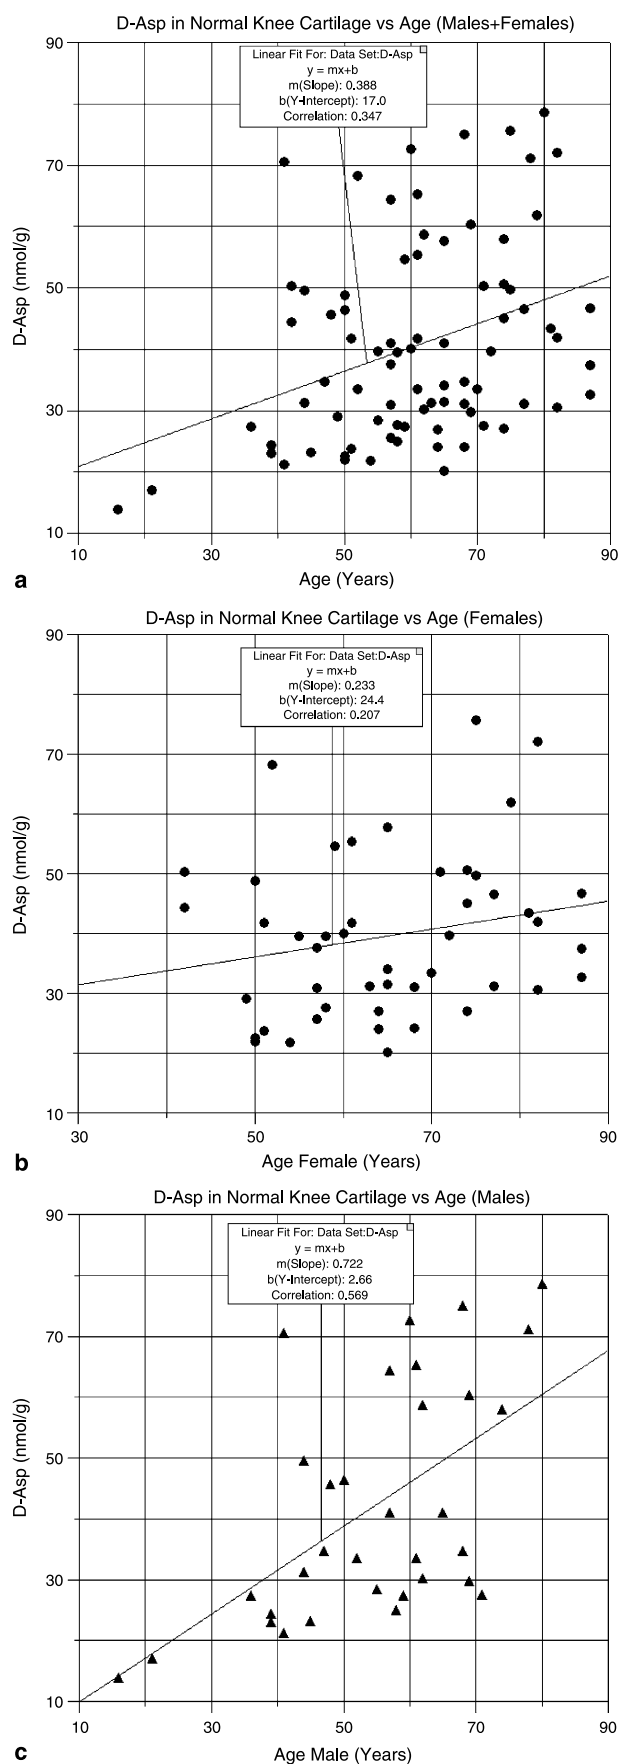 D-Asp in Normal Knee Cartilage vs Age (Males+Females)
90
Linear Fit For: Data Set:D-Asp
y = mx+b
m(Slope): 0.388
b(Y-Intercept): 17.0
Correlation: 0.347
70
D-Asp (nmol/g)
50
30
10
10 30 50 70 90
Age (Years)
a
D-Asp in Normal Knee Cartilage vs Age (Females)
90
Linear Fit For: Data Set:D-Asp
y = mx+b
m(Slope): 0.233
b(Y-Intercept): 24.4
Correlation: 0.207
70
D-Asp (nmol/g)
50
30
10
30 50 70 90
Age Female (Years)
b
D-Asp in Normal Knee Cartilage vs Age (Males)
90
Linear Fit For: Data Set:D-Asp
y = mx+b
m(Slope): 0.722
b(Y-Intercept): 2.66
Correlation: 0.569
70
D-Asp (nmol/g)
50
30
10
10 30 50 70 90
Age Male (Years)
c